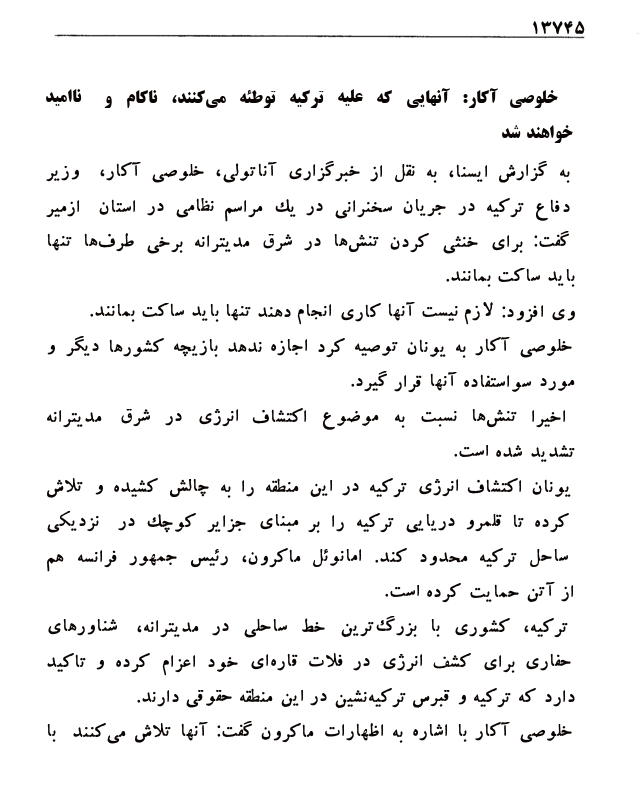 ۱۳۷۴۵
خلوصی آکار: آنهایی که علیه ترکیه توطئه می‌کنند، ناکام و ناامید
خواهند شد
به گزارش ایسنا، به نقل از خبرگزاری آناتولی، خلوصی آکار، وزیر
دفاع ترکیه در جریان سخنرانی در یك مراسم نظامی در استان ازمیر
گفت: برای خنثی کردن تنش‌ها در شرق مدیترانه برخی طرف‌ها تنها
باید ساکت بمانند.
وی افزود: لازم نیست آنها کاری انجام دهند تنها باید ساکت بمانند.
خلوصی آکار به یونان توصیه کرد اجازه ندهد بازیچه کشورها دیگر و
مورد سواستفاده آنها قرار گیرد.
اخیرا تنش‌ها نسبت به موضوع اکتشاف انرژی در شرق مدیترانه
تشدید شده است.
یونان اکتشاف انرژی ترکیه در این منطقه را به چالش کشیده و تلاش
کرده تا قلمرو دریایی ترکیه را بر مبنای جزایر کوچك در نزدیکی
ساحل ترکیه محدود کند. امانوئل ماکرون، رئیس جمهور فرانسه هم
از آتن حمایت کرده است.
ترکیه، کشوری با بزرگ‌ترین خط ساحلی در مدیترانه، شناورهای
حفاری برای کشف انرژی در فلات قاره‌ای خود اعزام کرده و تاکید
دارد که ترکیه و قبرس ترکیه‌نشین در این منطقه حقوقی دارند.
خلوصی آکار با اشاره به اظهارات ماکرون گفت: آنها تلاش می‌کنند با